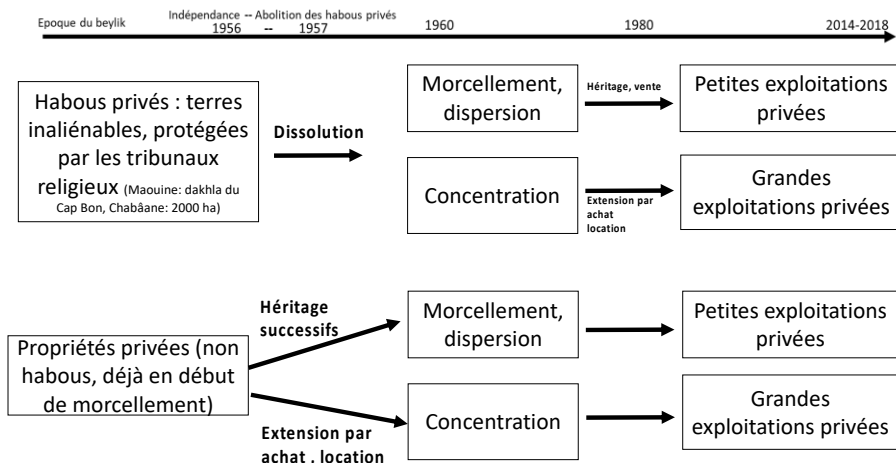 Epoque du beylik
Indépendance -- Abolition des habous privés
1956 -- 1957
1960
1980
2014-2018
Habous privés : terres
inaliénables, protégées
par les tribunaux
religieux (Maouine: dakhla du
Cap Bon, Chabâane: 2000 ha)
Dissolution
Morcellement,
dispersion
Héritage, vente
Petites exploitations
privées
Concentration
Extension par
achat
location
Grandes
exploitations privées
Propriétés privées (non
habous, déjà en début
de morcellement)
Héritage
successifs
Morcellement,
dispersion
Petites exploitations
privées
Extension par
achat , location
Concentration
Grandes
exploitations privées